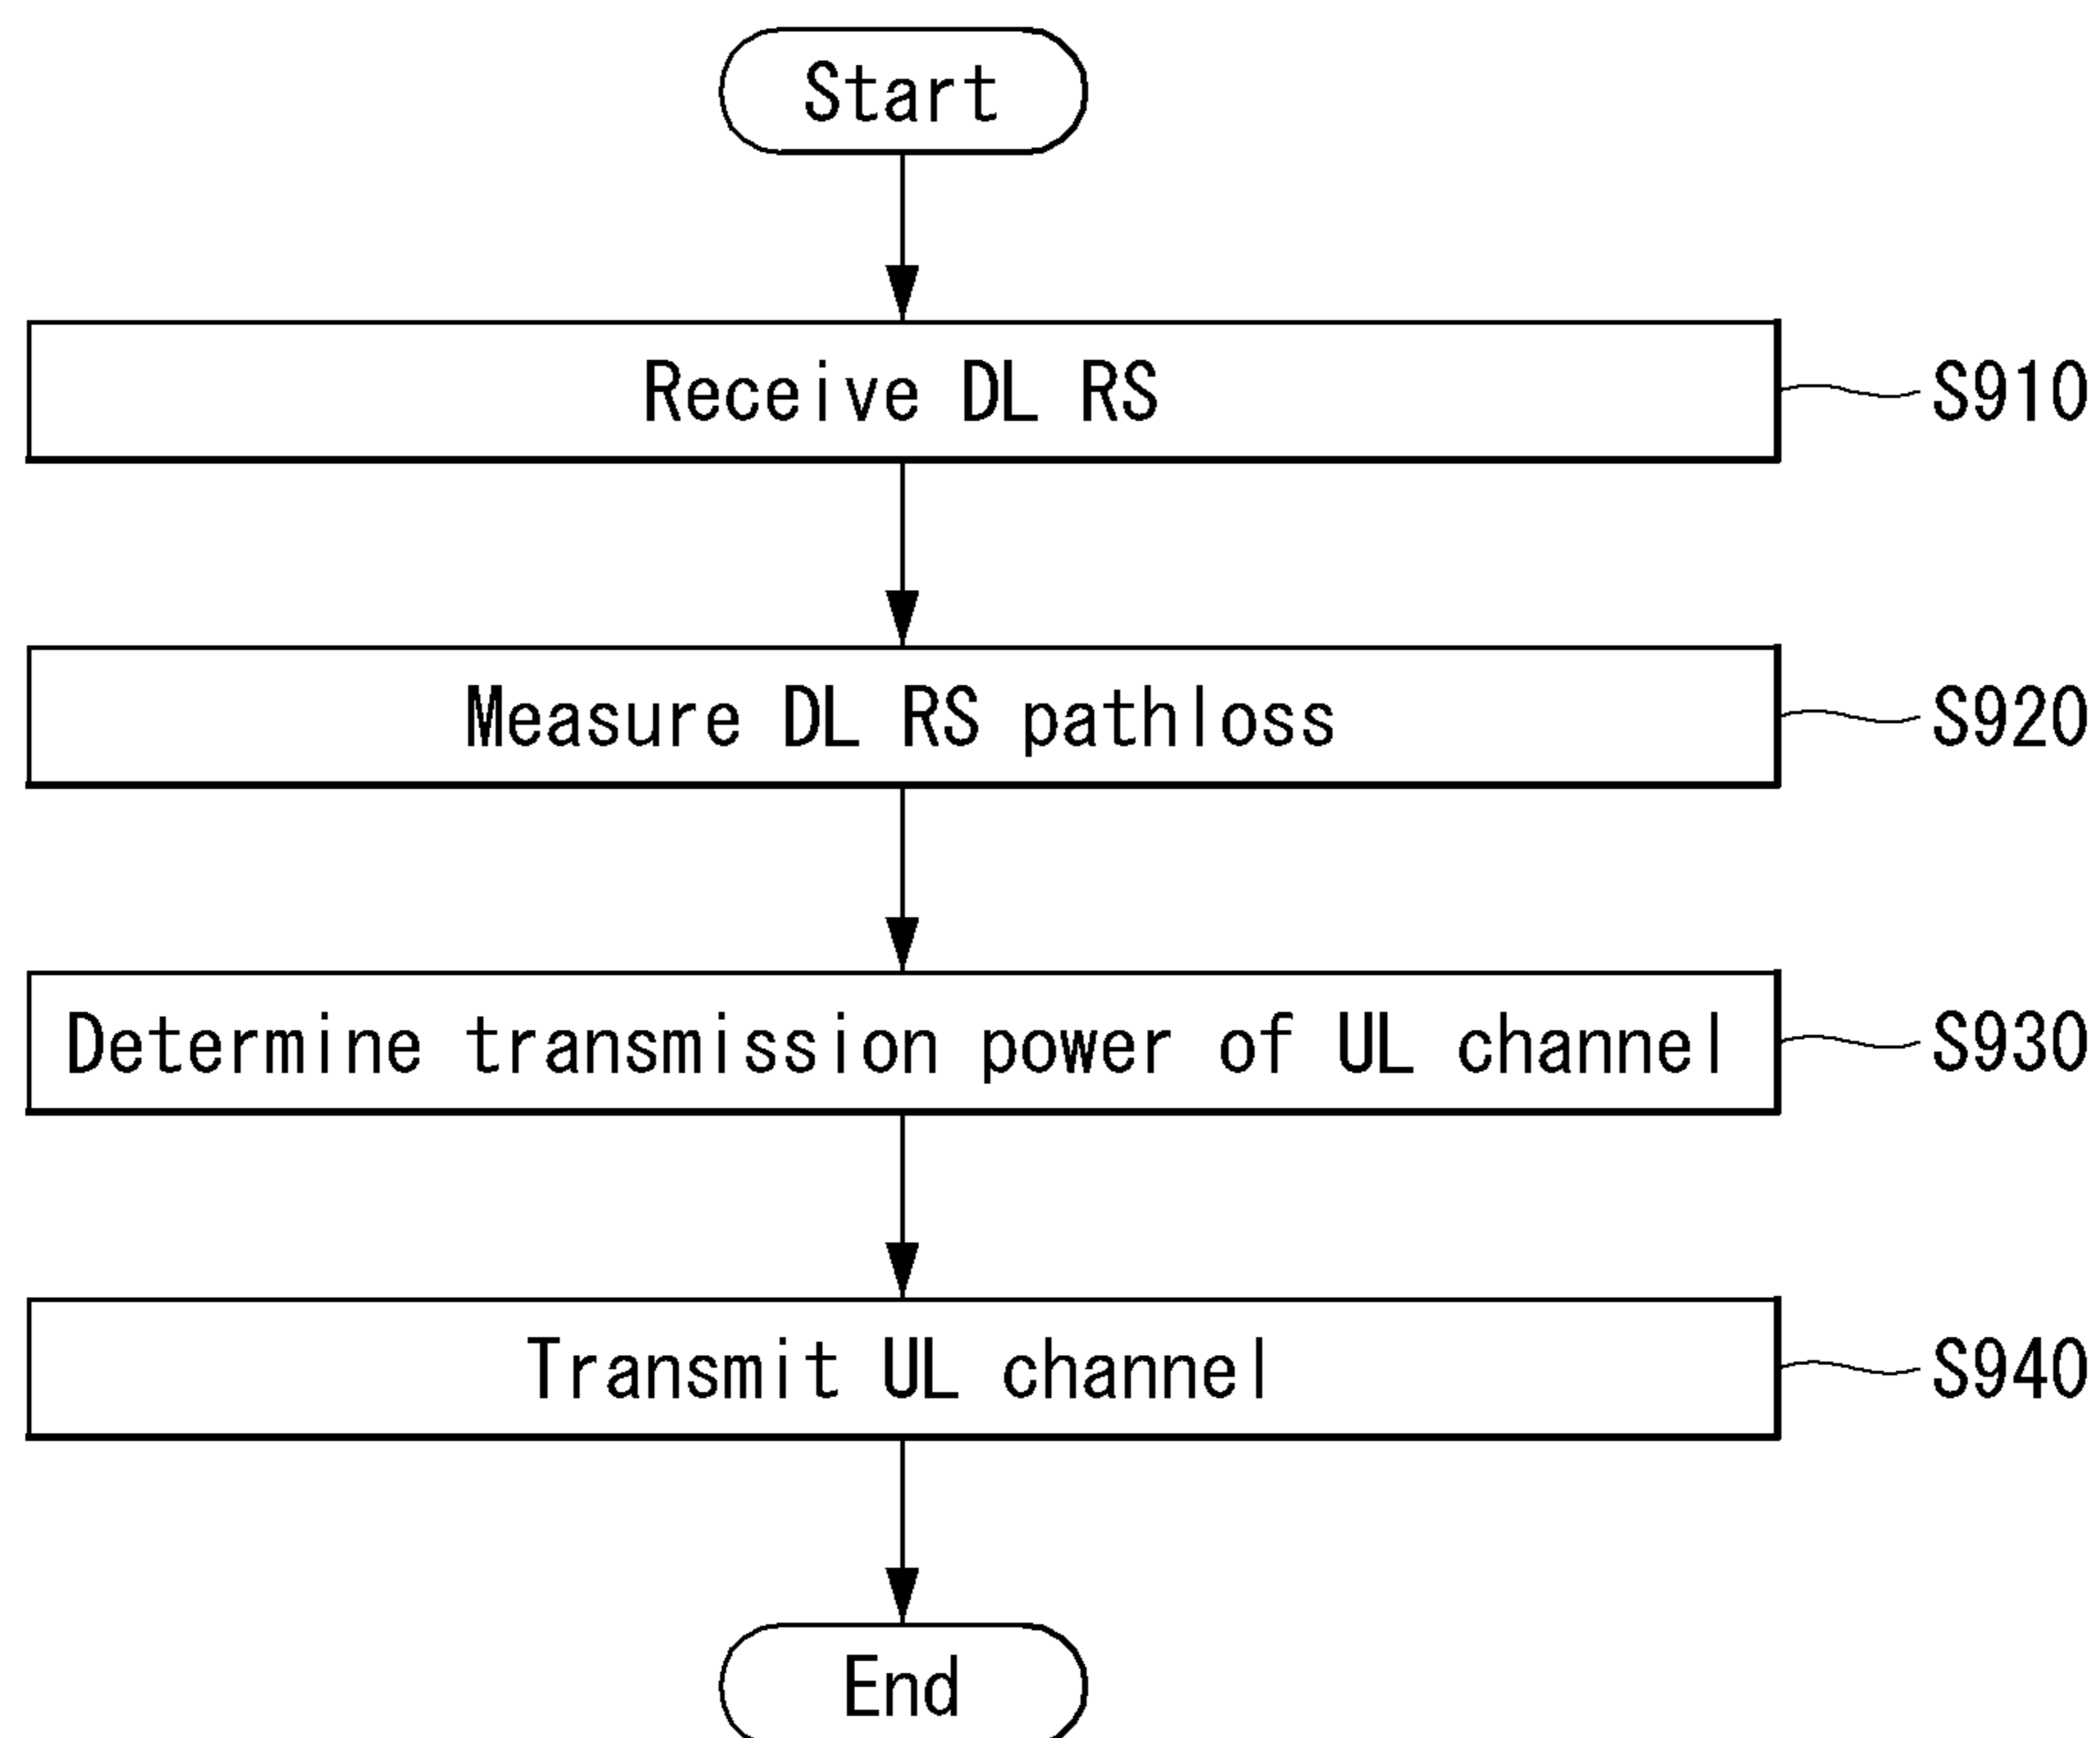 Start
Receive DL RS
S910
Measure DL RS pathloss
S920
Determine transmission power of UL channel
S930
Transmit UL channel
S940
End